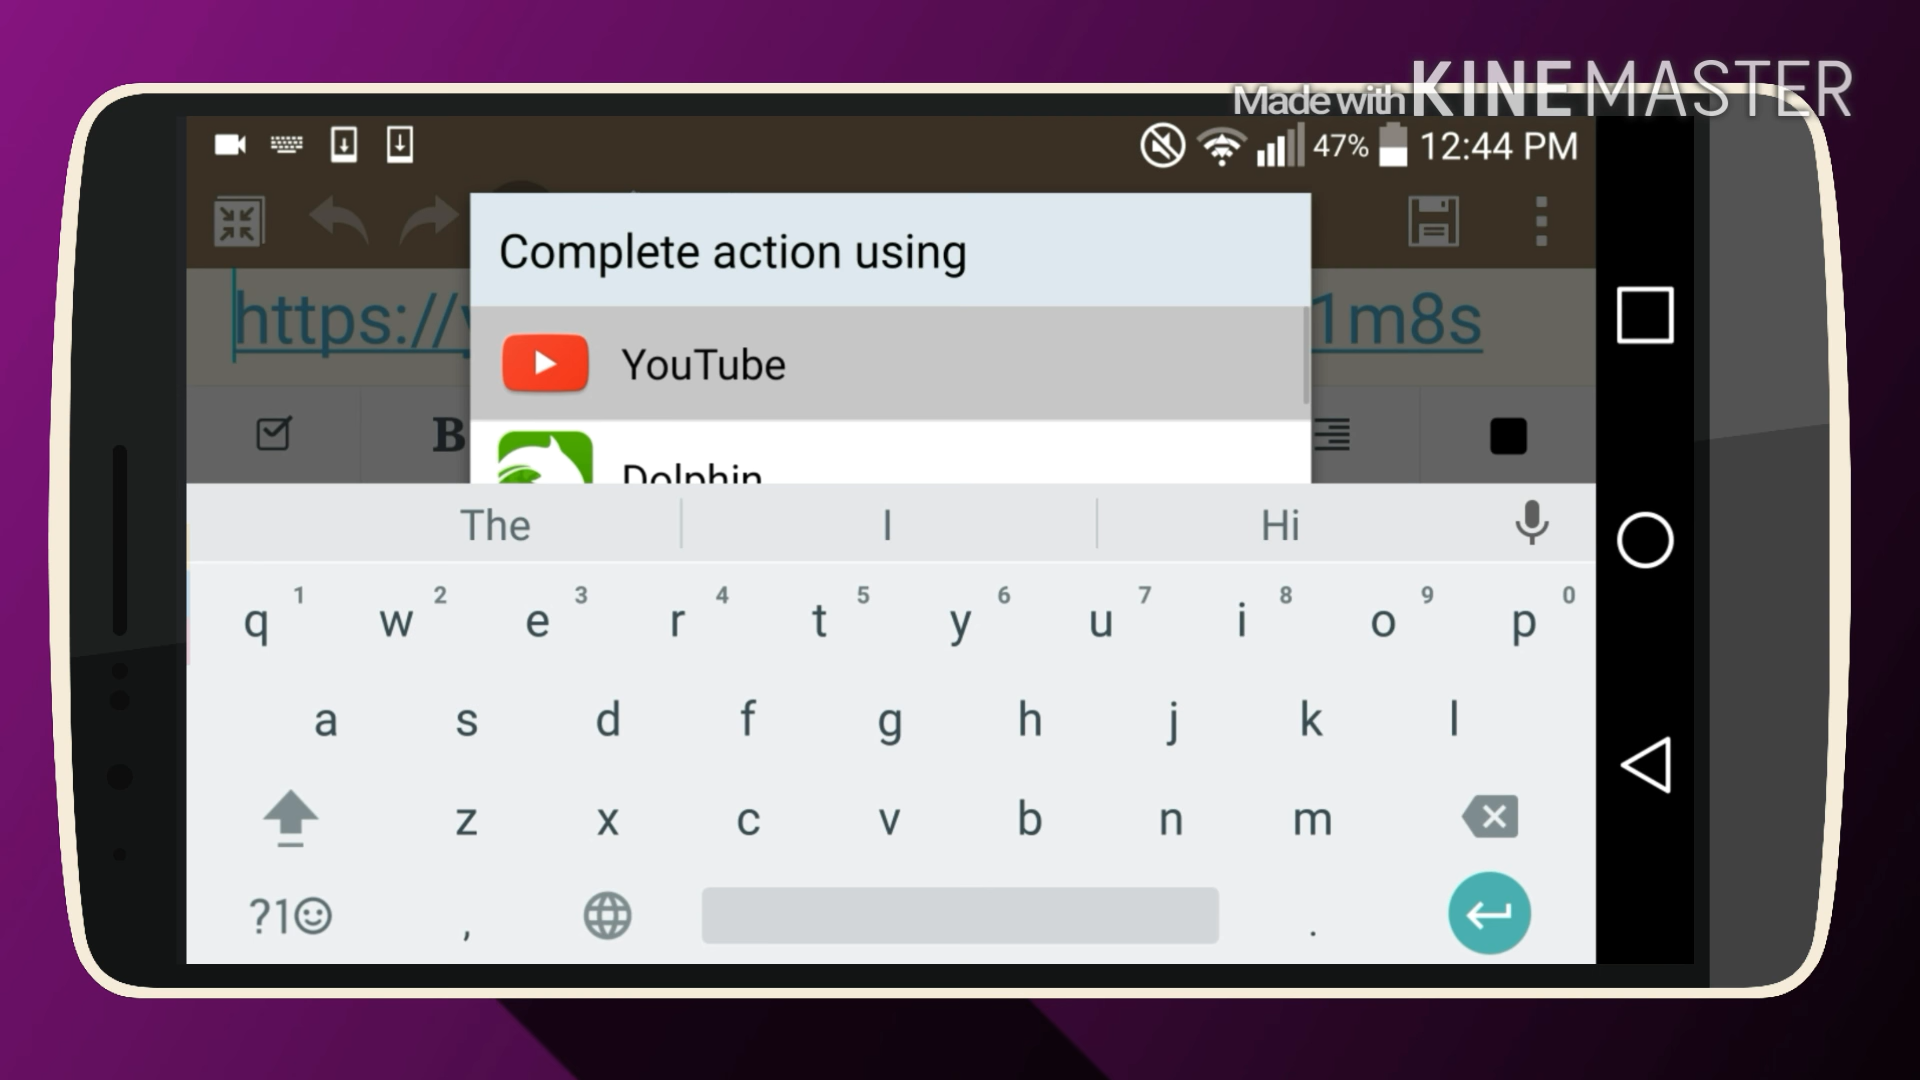 Made with KINEMASTER
47% 12:44 PM
Complete action using
https:// 1m8s
YouTube
B
Dolphin
The I Hi
q 1 w 2 e 3 r 4 t 5 y 6 u 7 i 8 o 9 p 0
a s d f g h j k l
z x c v b n m
?1☺ , .